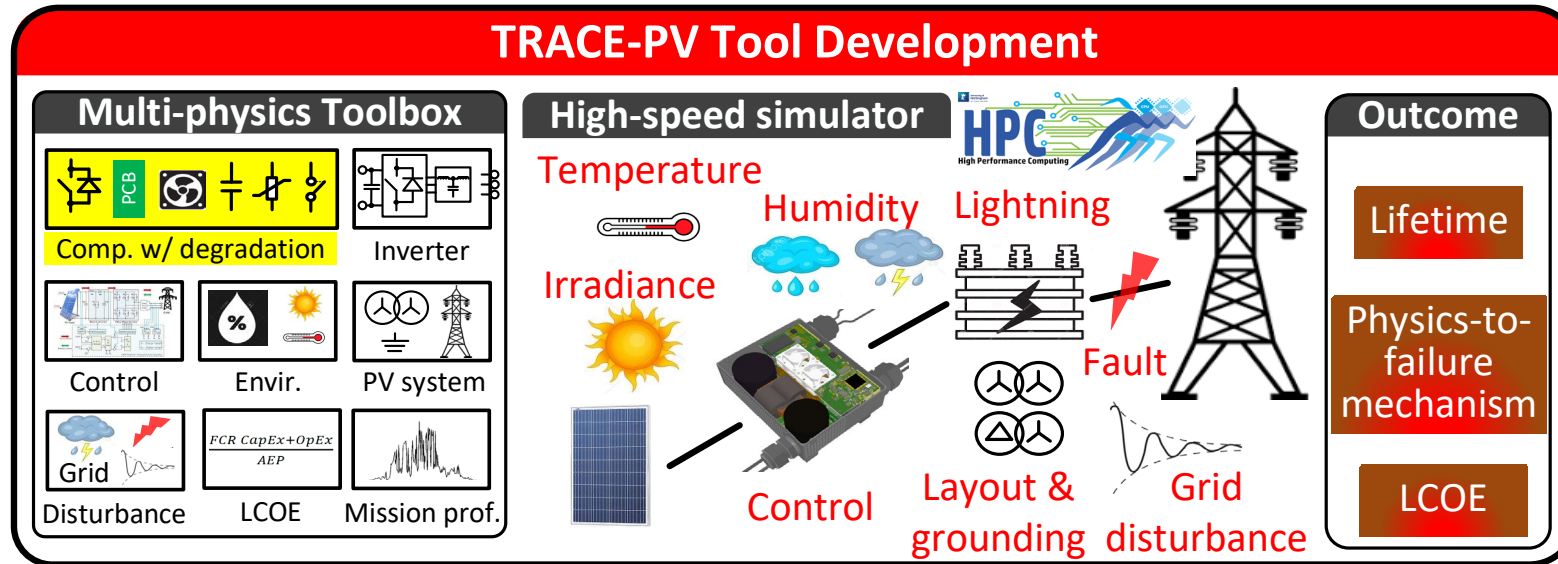 TRACE-PV Tool Development
Multi-physics Toolbox
PCB
Comp. w/ degradation
Inverter
%
Control
Envir.
PV system
Grid
Disturbance
FCR CapEx+OpEx
AEP
LCOE
Mission prof.
High-speed simulator
HPC
High Performance Computing
Temperature
Humidity
Lightning
Irradiance
Fault
Control
Layout &
grounding
Grid
disturbance
Outcome
Lifetime
Physics-to-
failure
mechanism
LCOE